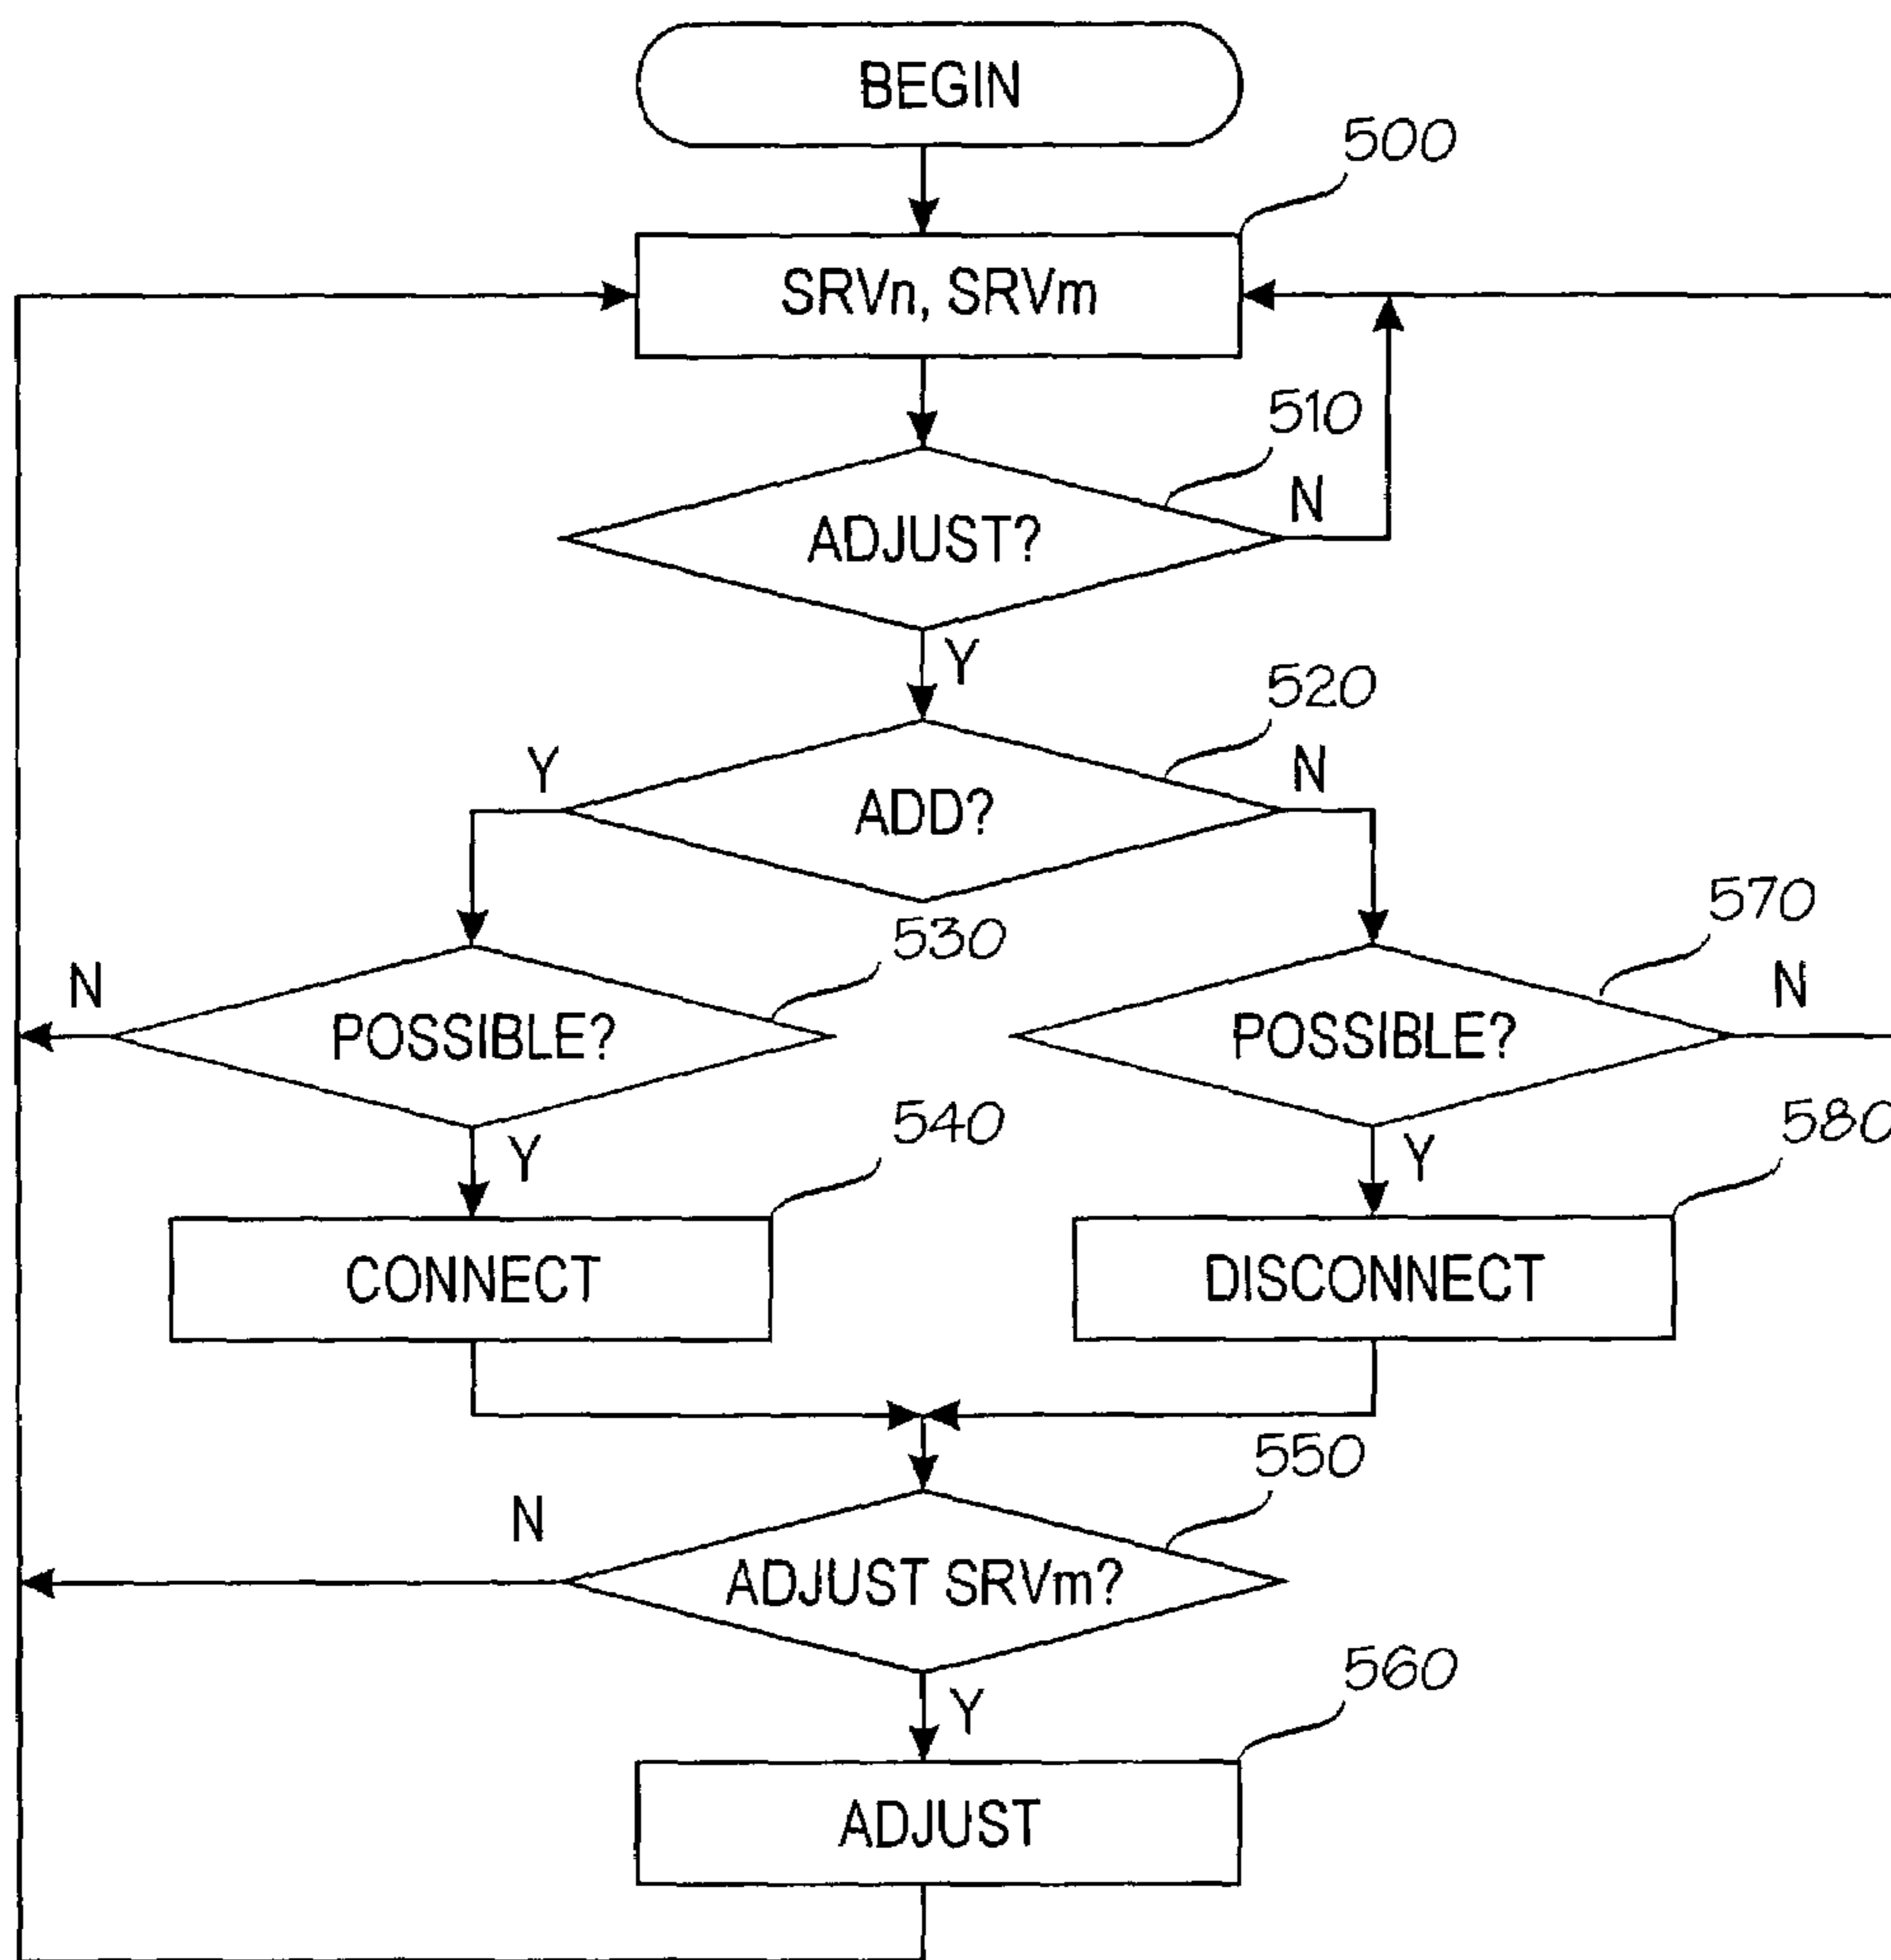 BEGIN
500
SRVn, SRVm
510
N
ADJUST?
Y
520
Y
N
ADD?
570
530
N
N
POSSIBLE?
POSSIBLE?
540
580
Y
Y
CONNECT
DISCONNECT
550
N
ADJUST SRVm?
560
Y
ADJUST